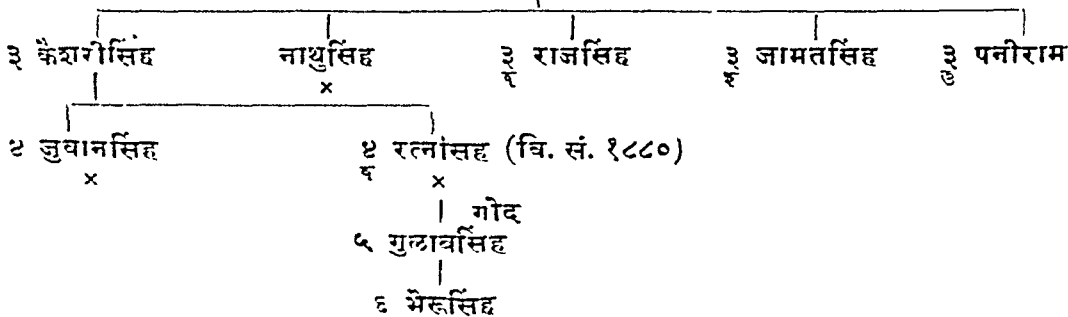 ३ कैशरीसिंह नाथुसिंह ३ राजसिंह ३ जामतसिंह ३ पनीराम
× 
४ जुवानसिंह ४ रत्नसिंह (वि. सं. १८८०)
× ×
गोद
५ गुलाबसिंह
६ भैरूसिंह